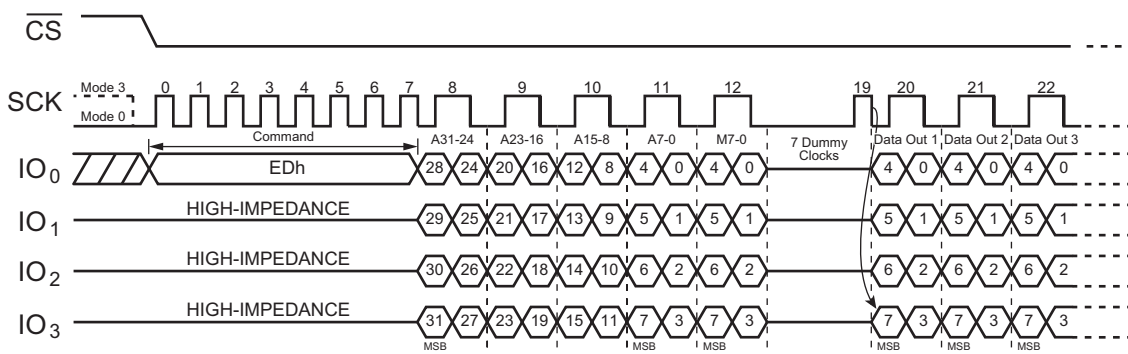 CS
SCK Mode 3 0 1 2 3 4 5 6 7 8 9 10 11 12 19 20 21 22
Mode 0
Command A31-24 A23-16 A15-8 A7-0 M7-0 7 Dummy Clocks Data Out 1 Data Out 2 Data Out 3
IO0 EDh 28 24 20 16 12 8 4 0 4 0 4 0 4 0 4 0
IO1 HIGH-IMPEDANCE 29 25 21 17 13 9 5 1 5 1 5 1 5 1 5 1
IO2 HIGH-IMPEDANCE 30 26 22 18 14 10 6 2 6 2 6 2 6 2 6 2
IO3 HIGH-IMPEDANCE 31 27 23 19 15 11 7 3 7 3 7 3 7 3 7 3
MSB MSB MSB MSB MSB MSB